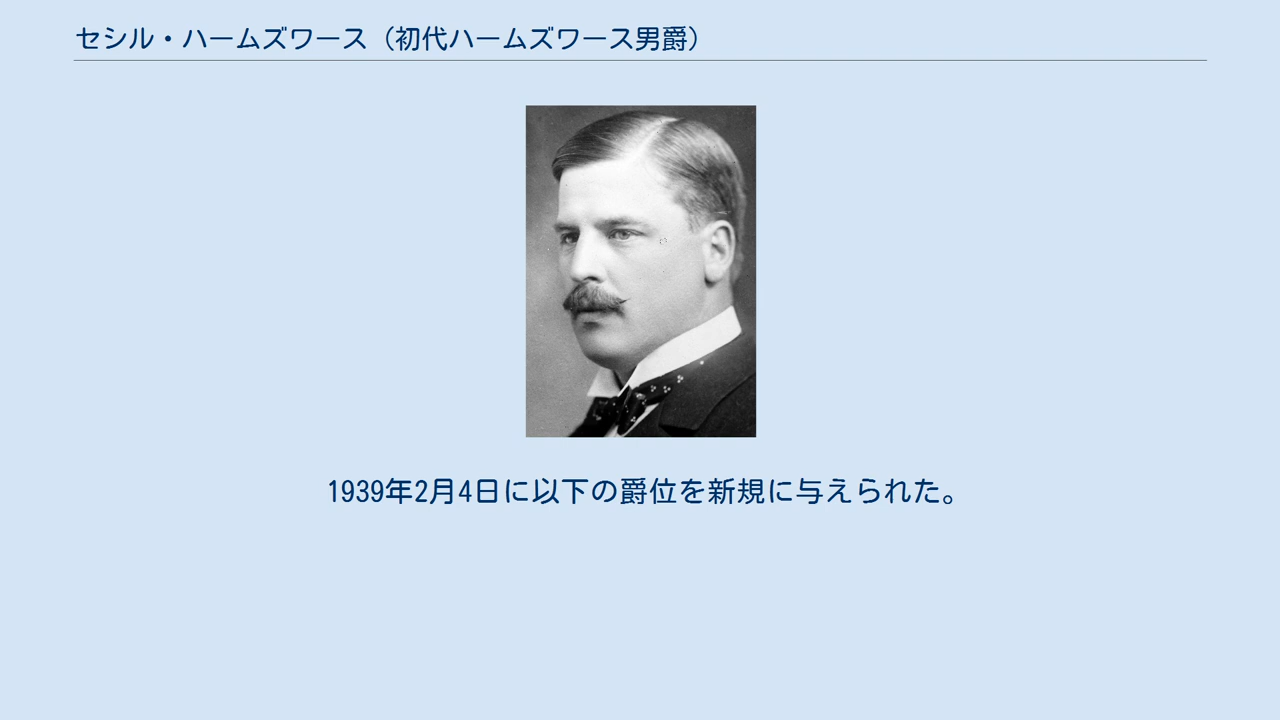 セシル・ハームズワース（初代ハームズワース男爵）
1939年2月4日に以下の爵位を新規に与えられた。